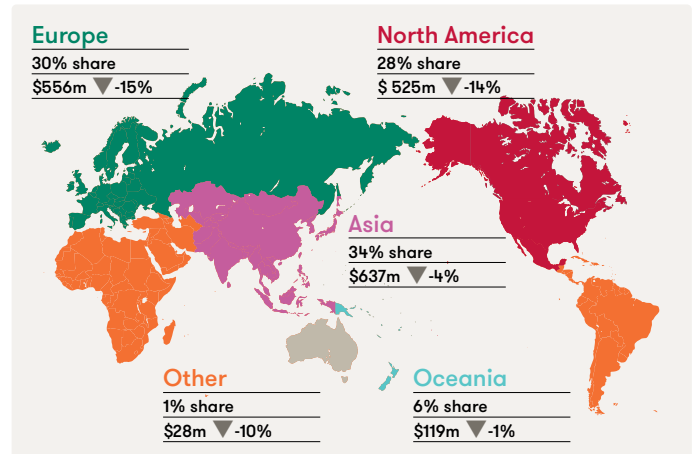 Europe
30% share
$556m ▼-15%
North America
28% share
$ 525m ▼-14%
Asia
34% share
$637m ▼-4%
Other
1% share
$28m ▼-10%
Oceania
6% share
$119m ▼-1%